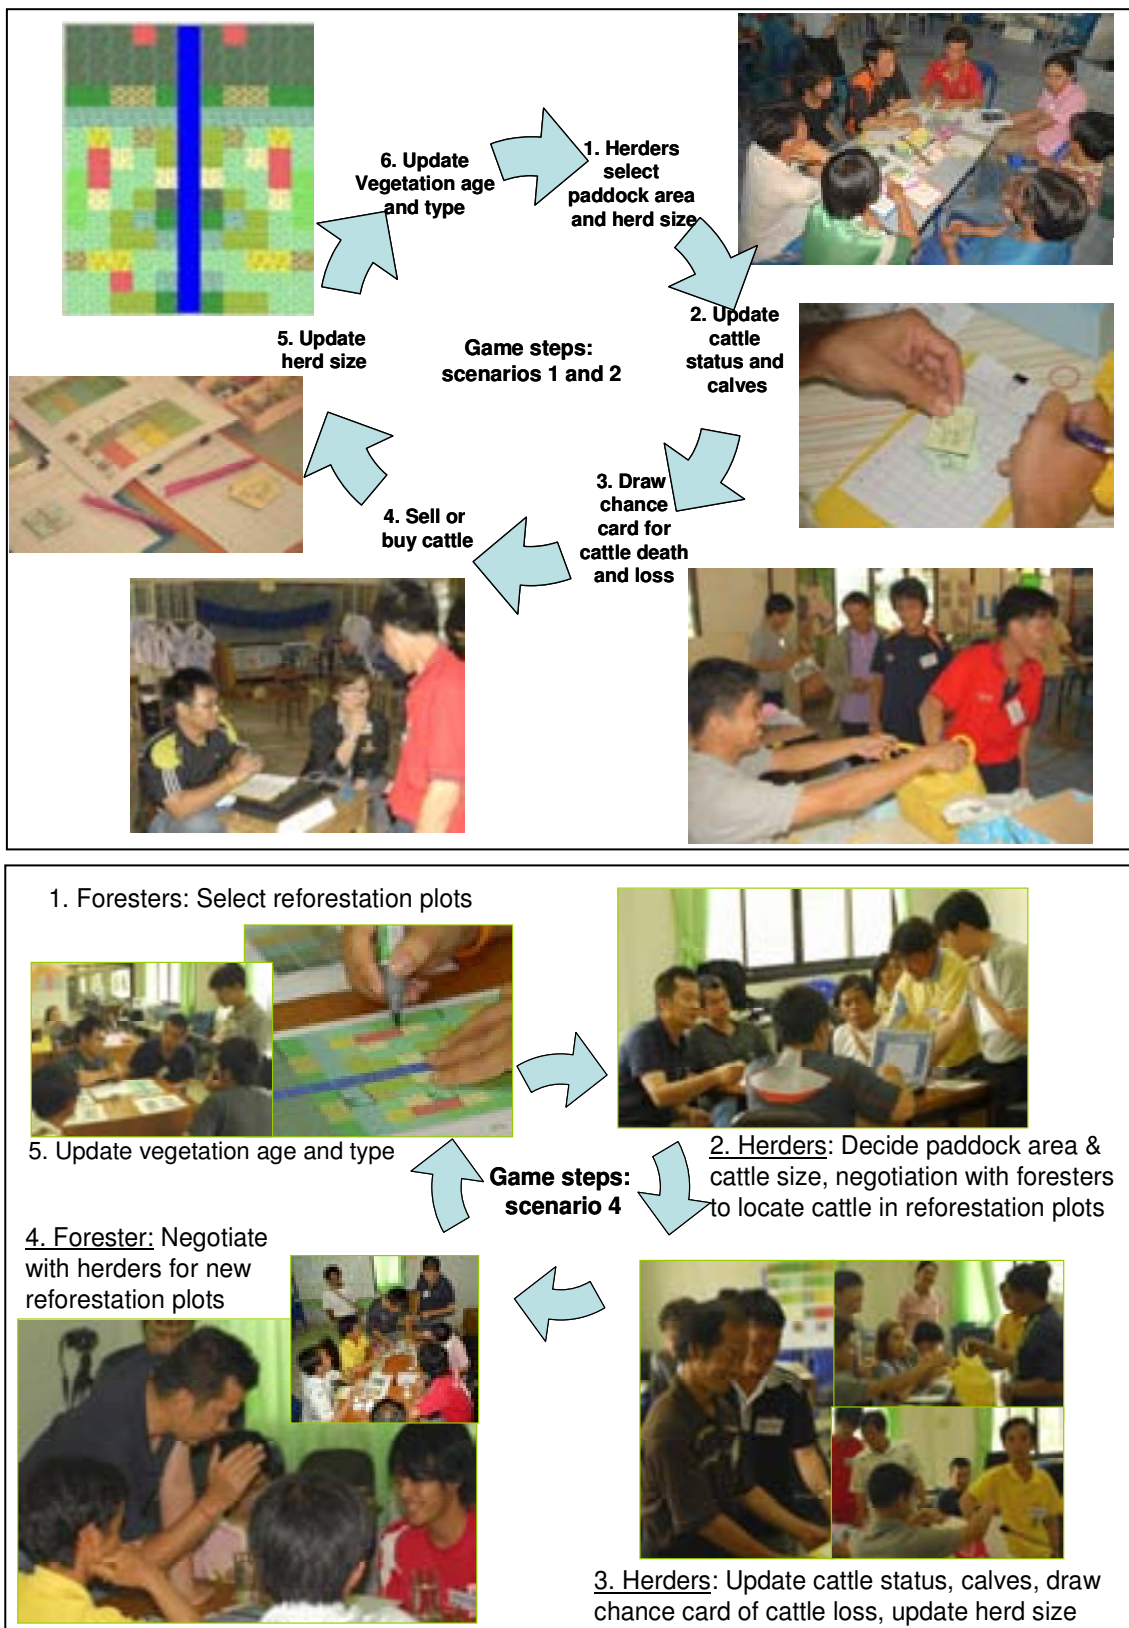 1. Herders
select
paddock area
and herd size
2. Update
cattle
status and
calves
3. Draw
chance
card for
cattle death
and loss
4. Sell or
buy cattle
5. Update
herd size
6. Update
Vegetation age
and type
Game steps:
scenarios 1 and 2
1. Foresters: Select reforestation plots
2. Herders: Decide paddock area &
cattle size, negotiation with foresters
to locate cattle in reforestation plots
3. Herders: Update cattle status, calves, draw
chance card of cattle loss, update herd size
4. Forester: Negotiate
with herders for new
reforestation plots
5. Update vegetation age and type
Game steps:
scenario 4